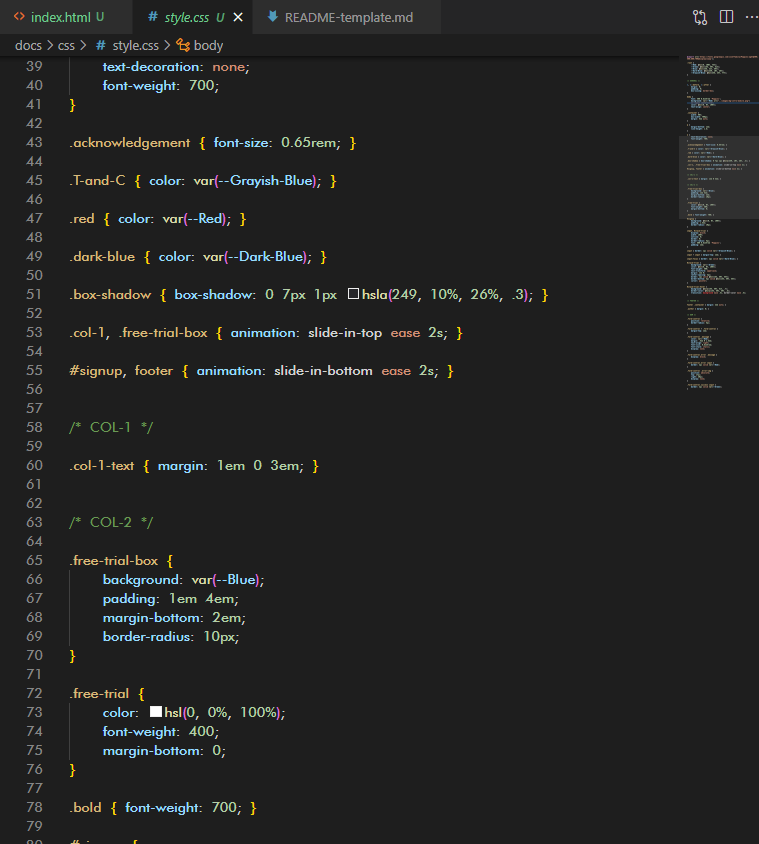 index.html U
style.css U
README-template.md
docs > css > # style.css > body
39 text-decoration: none;
40 font-weight: 700;
41 }
42
43 .acknowledgement { font-size: 0.65rem; }
44
45 .T-and-C { color: var(--Grayish-Blue); }
46
47 .red { color: var(--Red); }
48
49 .dark-blue { color: var(--Dark-Blue); }
50
51 .box-shadow { box-shadow: 0 7px 1px hsla(249, 10%, 26%, .3); }
52
53 .col-1, .free-trial-box { animation: slide-in-top ease 2s; }
54
55 #signup, footer { animation: slide-in-bottom ease 2s; }
56
57
58 /* COL-1 */
59
60 .col-1-text { margin: 1em 0 3em; }
61
62
63 /* COL-2 */
64
65 .free-trial-box {
66 background: var(--Blue);
67 padding: 1em 4em;
68 margin-bottom: 2em;
69 border-radius: 10px;
70 }
71
72 .free-trial {
73 color: hsl(0, 0%, 100%);
74 font-weight: 400;
75 margin-bottom: 0;
76 }
77
78 .bold { font-weight: 700; }
79